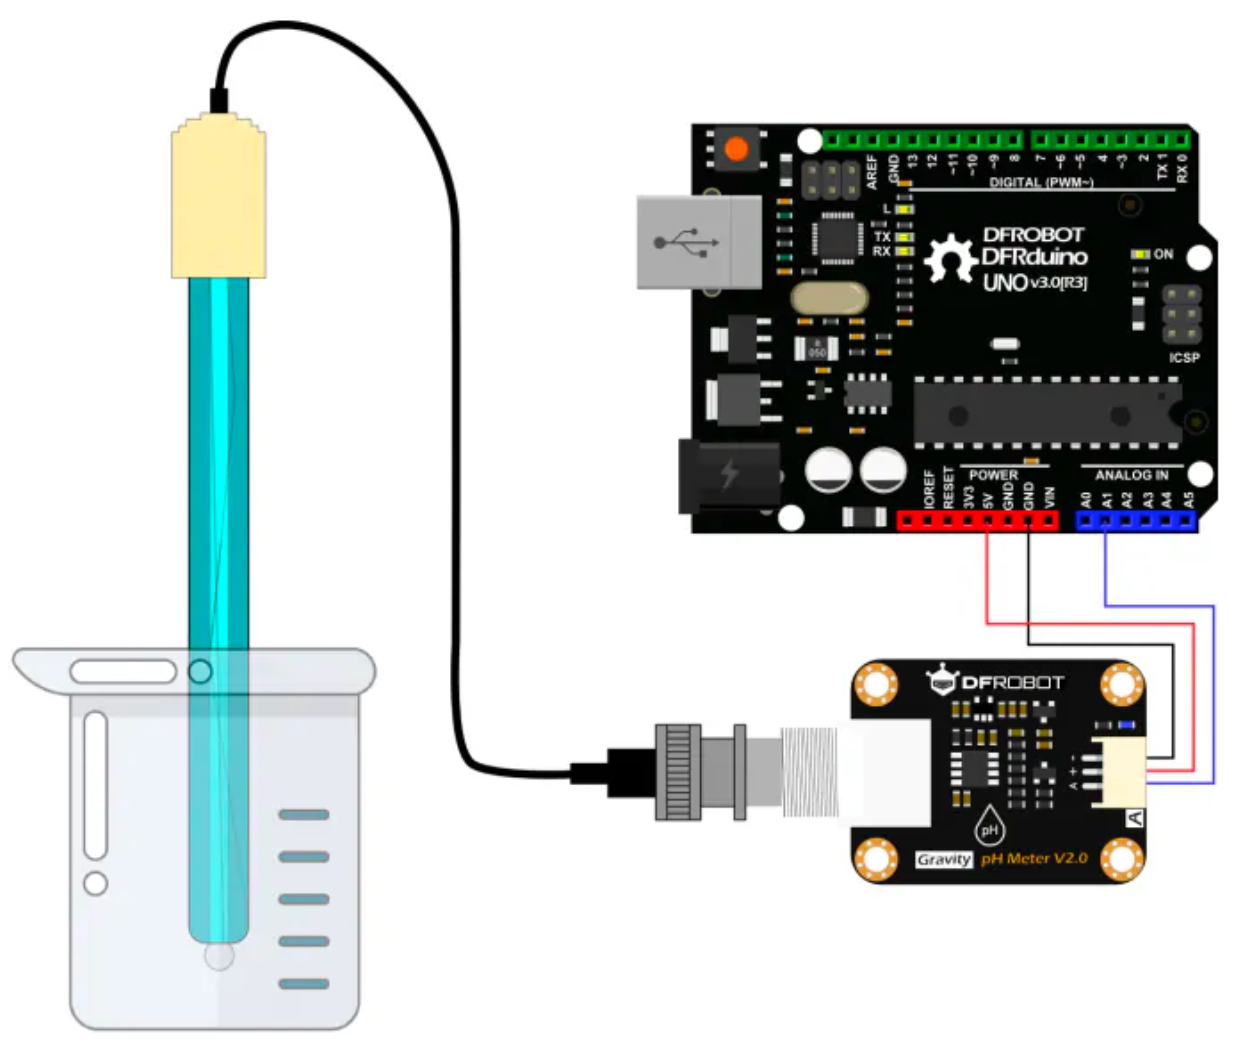 AREF
GND
13
12
~11
~10
~9
8
7
~6
~5
4
~3
2
TX 1
RX 0
DIGITAL (PWM~)
L
TX
RX
DFROBOT
DFRduino
UNO v3.0[R3]
ON
ICSP
8
050
POWER
ANALOG IN
IOREF
RESET
3V3
5V
GND
GND
VIN
A0
A1
A2
A3
A4
A5
DFROBOT
- + A
A
pH
Gravity pH Meter V2.0